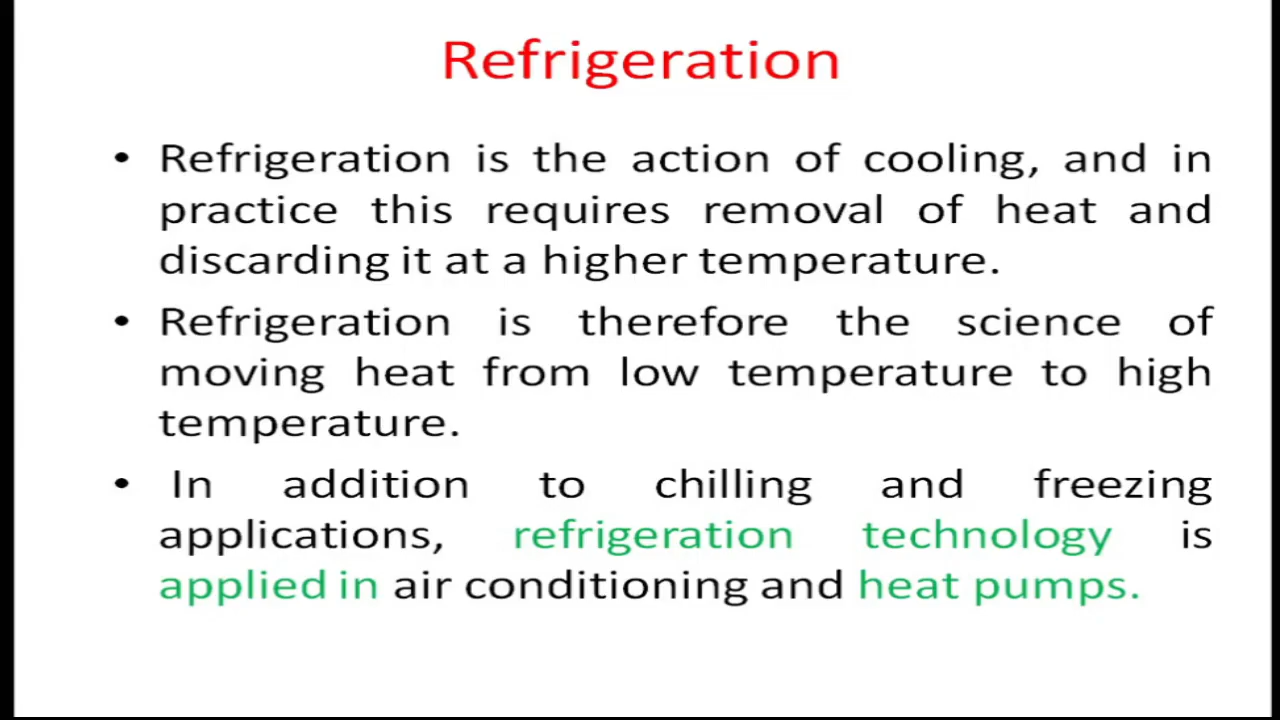 Refrigeration
• Refrigeration is the action of cooling, and in
practice this requires removal of heat and
discarding it at a higher temperature.
• Refrigeration is therefore the science of
moving heat from low temperature to high
temperature.
• In addition to chilling and freezing
applications, refrigeration technology is
applied in air conditioning and heat pumps.